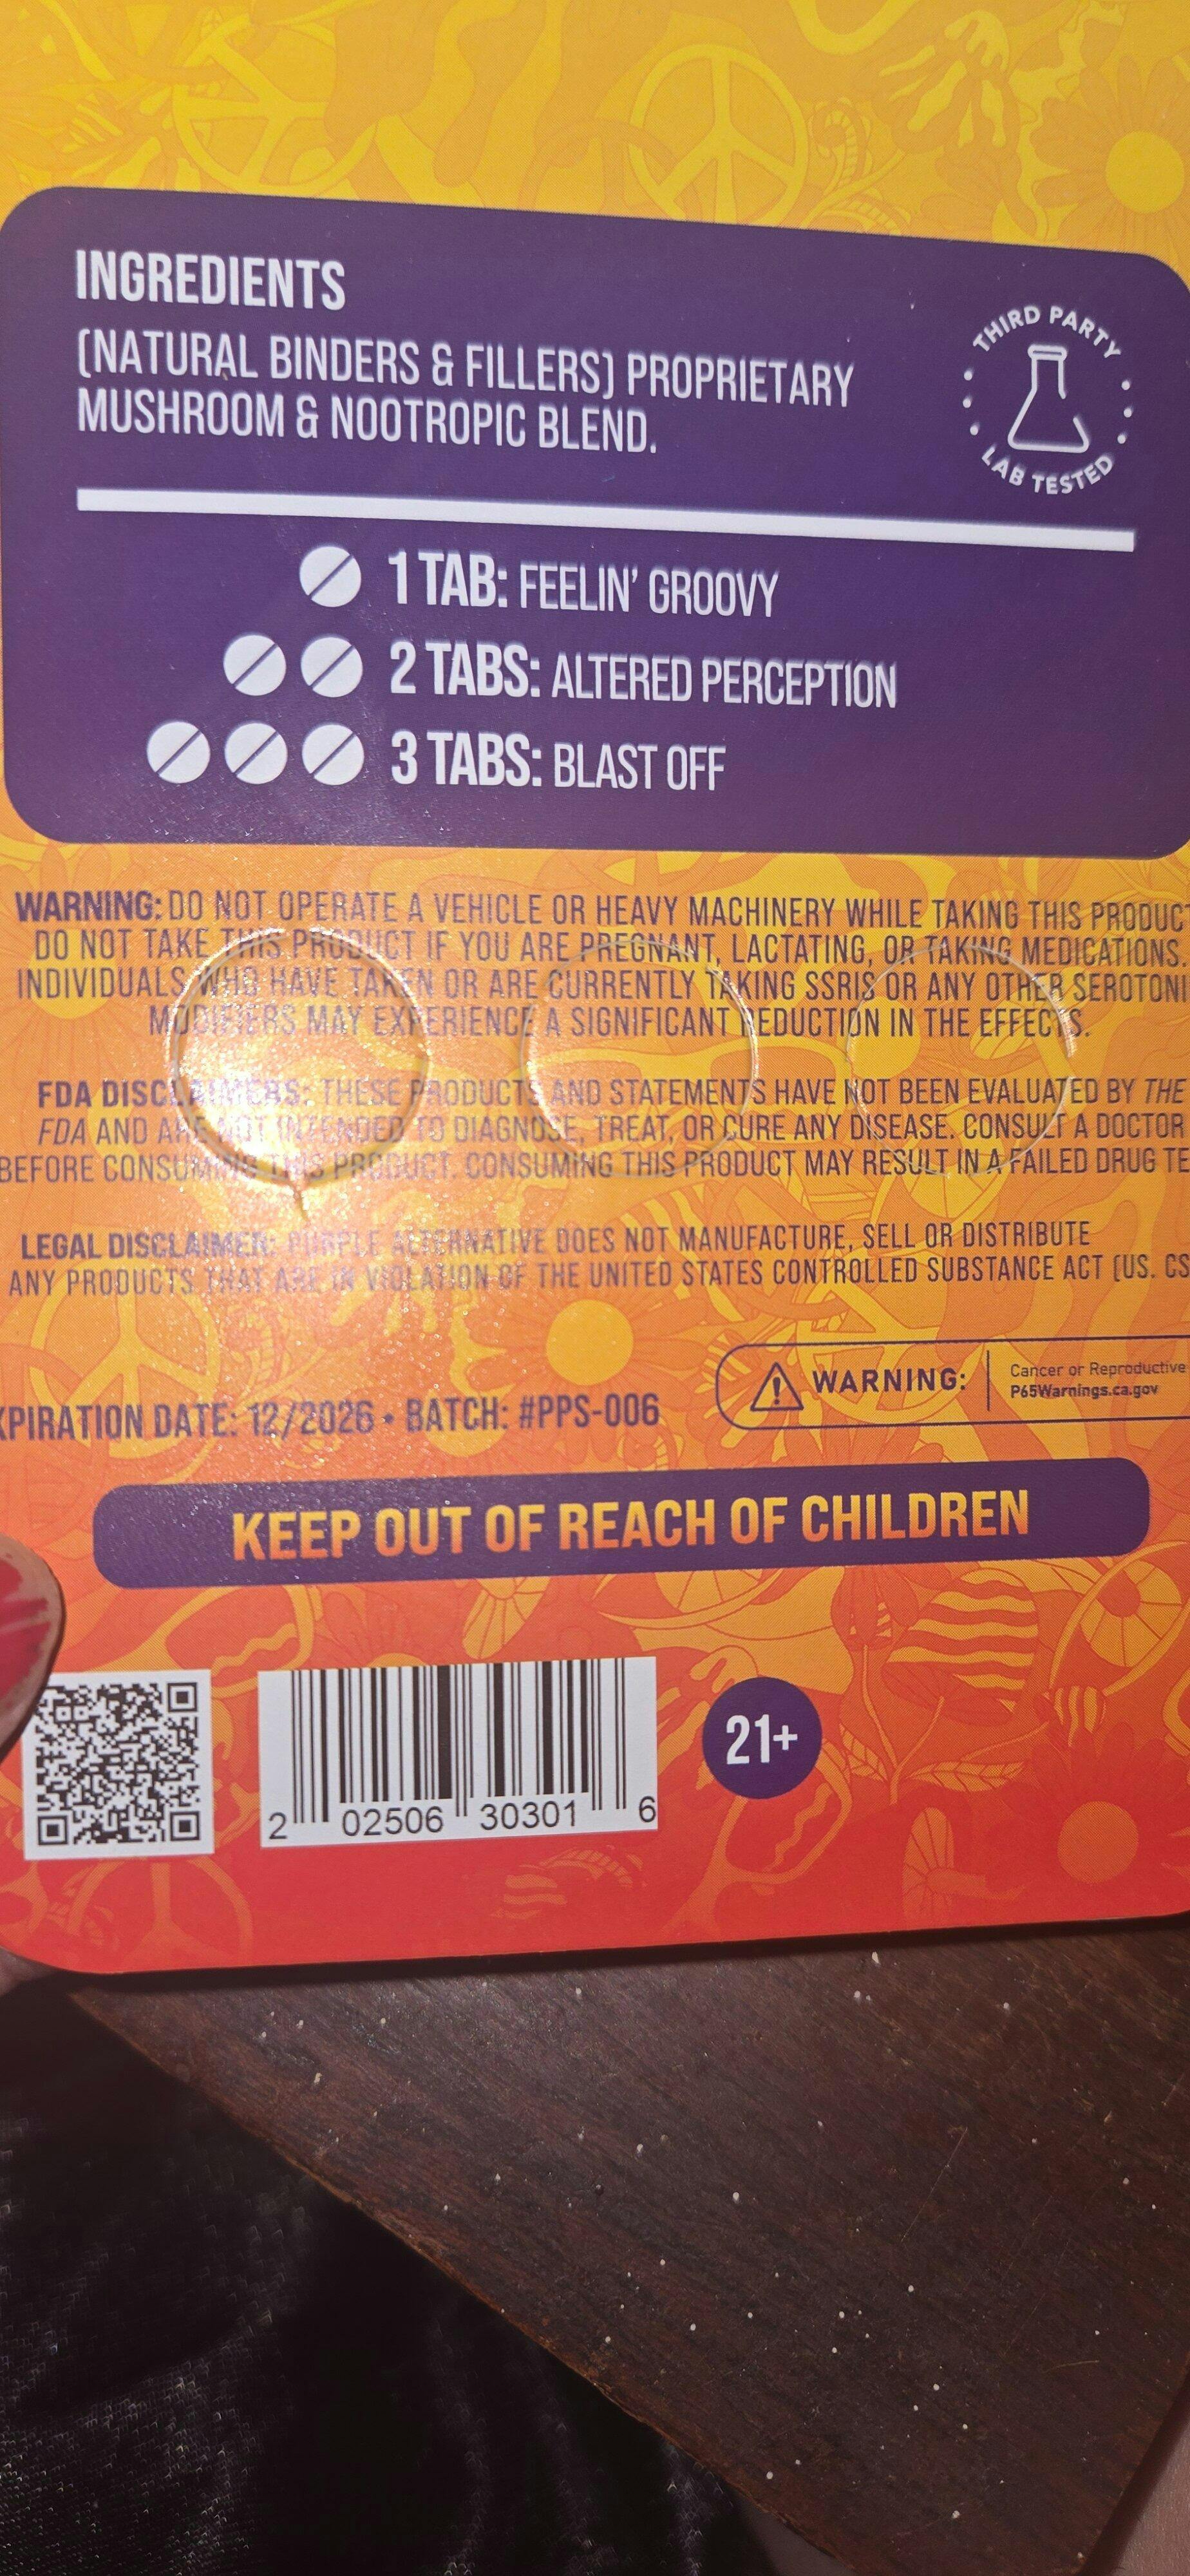 INGREDIENTS
(NATURAL BINDERS & FILLERS) PROPRIETARY
MUSHROOM & NOOTROPIC BLEND.
THIRD PARTY
LAB TESTED
1 TAB: FEELIN' GROOVY
2 TABS: ALTERED PERCEPTION
3 TABS: BLAST OFF
WARNING: DO NOT OPERATE A VEHICLE OR HEAVY MACHINERY WHILE TAKING THIS PRODUCT
DO NOT TAKE THIS PRODUCT IF YOU ARE PREGNANT, LACTATING, OR TAKING MEDICATIONS.
INDIVIDUALS WHO HAVE TAKEN OR ARE CURRENTLY TAKING SSRIS OR ANY OTHER SEROTONI
MODIFIERS MAY EXPERIENCE A SIGNIFICANT REDUCTION IN THE EFFECTS.
FDA DISCLAIMERS: THESE PRODUCTS AND STATEMENTS HAVE NOT BEEN EVALUATED BY THE
FDA AND ARE NOT INTENDED TO DIAGNOSE, TREAT, OR CURE ANY DISEASE. CONSULT A DOCTOR
BEFORE CONSUMING THIS PRODUCT. CONSUMING THIS PRODUCT MAY RESULT IN A FAILED DRUG TE
LEGAL DISCLAIMER: PURPLE ALTERNATIVE DOES NOT MANUFACTURE, SELL OR DISTRIBUTE
ANY PRODUCTS THAT ARE IN VIOLATION OF THE UNITED STATES CONTROLLED SUBSTANCE ACT (US. CS
WARNING: Cancer or Reproductive
P65Warnings.ca.gov
XPIRATION DATE: 12/2026 • BATCH: #PPS-006
KEEP OUT OF REACH OF CHILDREN
2 02506 30301 6
21+